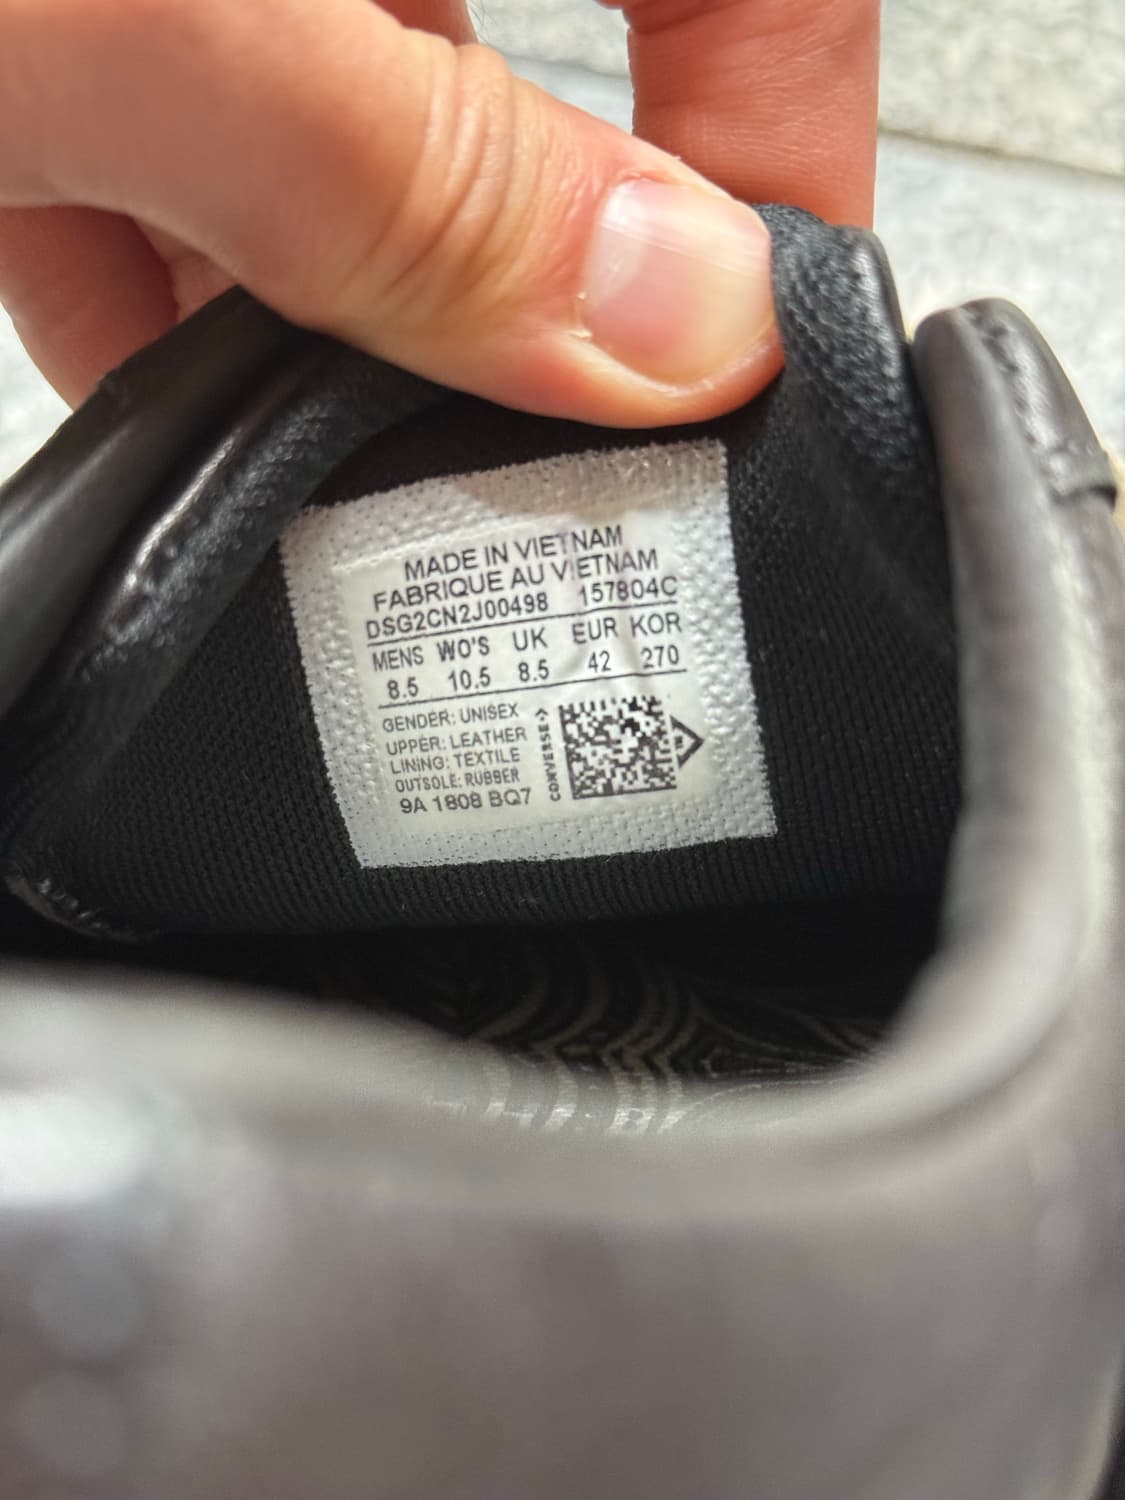 MADE IN VIETNAM
FABRIQUE AU VIETNAM
DSG2CN2J00498 157804C
MENS WO'S UK EUR KOR
8.5 10.5 8.5 42 270
GENDER: UNISEX
UPPER: LEATHER
LINING: TEXTILE
OUTSOLE: RUBBER
9A 1808 BQ7
CONVERSE